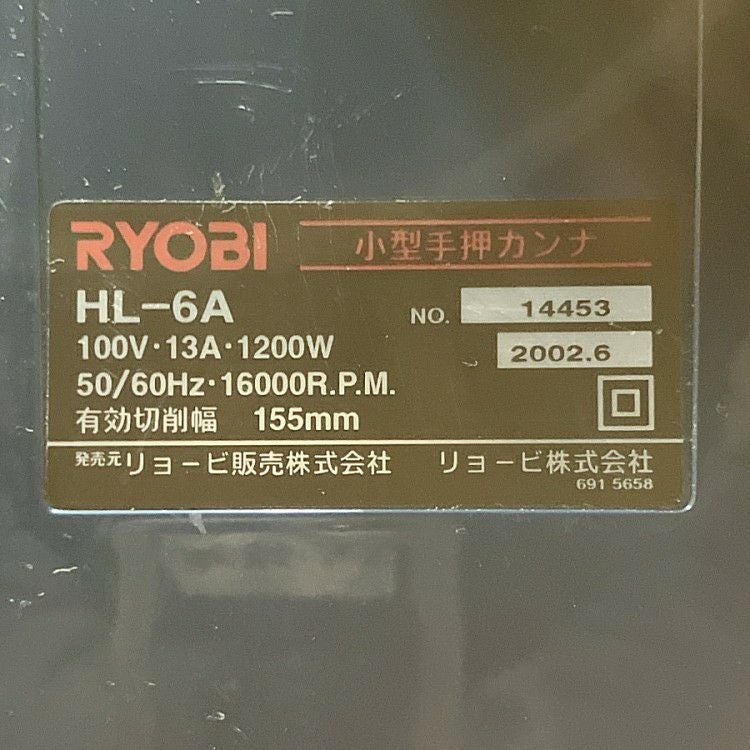 RYOBI 小型手押カンナ
HL-6A NO. 14453
100V・13A・1200W 2002.6
50/60Hz・16000R.P.M.
有効切削幅 155mm
発売元 リョービ販売株式会社 リョービ株式会社
691 5658